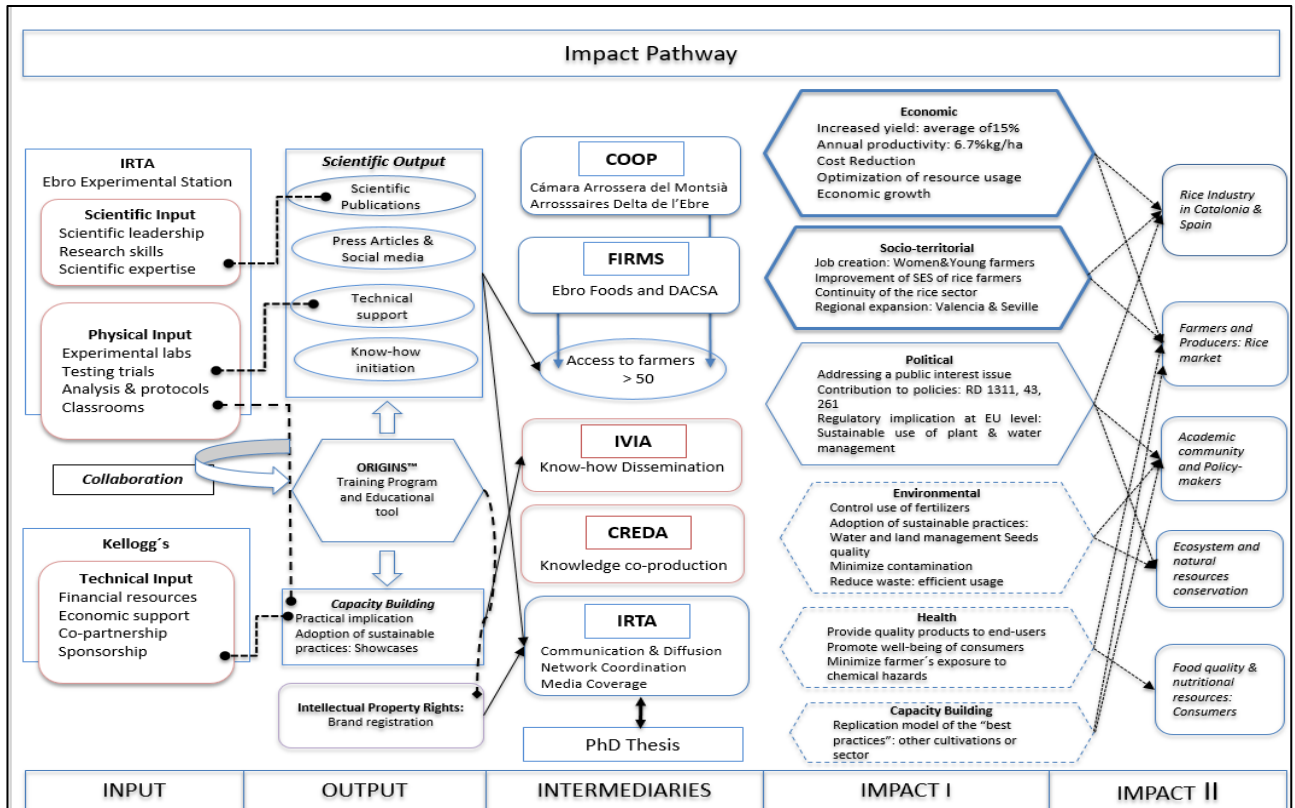 Impact Pathway
IRTA
Ebro Experimental Station
Scientific Input
Scientific leadership
Research skills
Scientific expertise
Physical Input
Experimental labs
Testing trials
Analysis & protocols
Classrooms
Collaboration
Kellogg´s
Technical Input
Financial resources
Economic support
Co-partnership
Sponsorship
INPUT
Scientific Output
Scientific
Publications
Press Articles &
Social media
Technical
support
Know-how
initiation
ORIGINS™
Training Program
and Educational
tool
Capacity Building
Practical implication
Adoption of sustainable
practices: Showcases
Intellectual Property Rights:
Brand registration
OUTPUT
COOP
Cámara Arrossera del Montsià
Arrosssaires Delta de l’Ebre
FIRMS
Ebro Foods and DACSA
Access to farmers
> 50
IVIA
Know-how Dissemination
CREDA
Knowledge co-production
IRTA
Communication & Diffusion
Network Coordination
Media Coverage
PhD Thesis
INTERMEDIARIES
Economic
Increased yield: average of15%
Annual productivity: 6.7%kg/ha
Cost Reduction
Optimization of resource usage
Economic growth
Socio-territorial
Job creation: Women&Young farmers
Improvement of SES of rice farmers
Continuity of the rice sector
Regional expansion: Valencia & Seville
Political
Addressing a public interest issue
Contribution to policies: RD 1311, 43,
261
Regulatory implication at EU level:
Sustainable use of plant & water
management
Environmental
Control use of fertilizers
Adoption of sustainable practices:
Water and land management Seeds
quality
Minimize contamination
Reduce waste: efficient usage
Health
Provide quality products to end-users
Promote well-being of consumers
Minimize farmer´s exposure to
chemical hazards
Capacity Building
Replication model of the “best
practices”: other cultivations or
sector
IMPACT I
Rice Industry
in Catalonia &
Spain
Farmers and
Producers: Rice
market
Academic
community
and Policy-
makers
Ecosystem and
natural
resources
conservation
Food quality &
nutritional
resources:
Consumers
IMPACT II